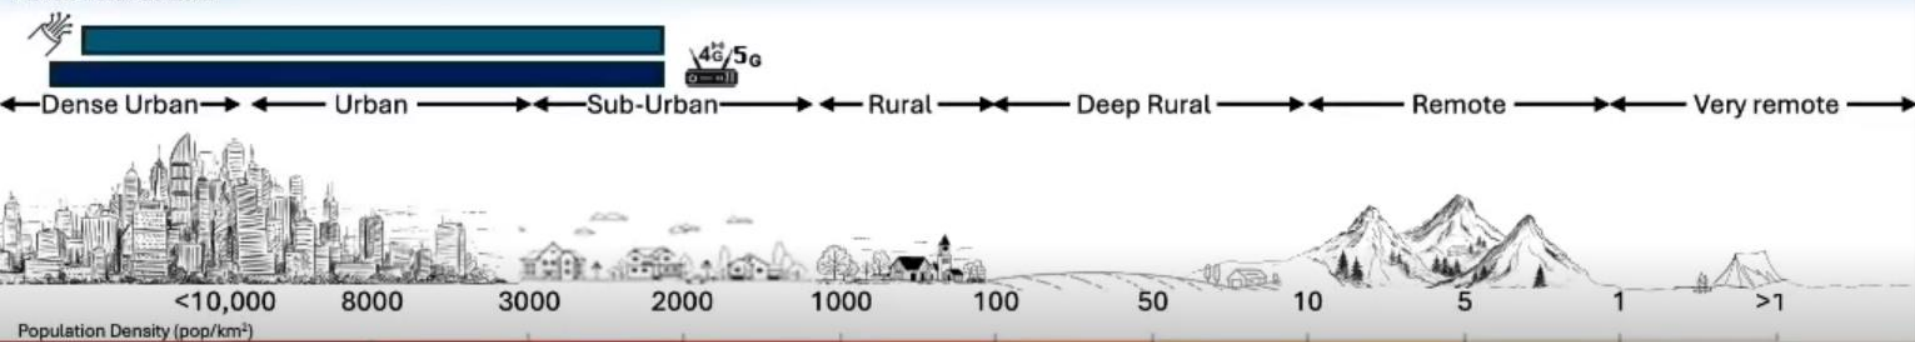 4G/5G
Dense Urban Urban Sub-Urban Rural Deep Rural Remote Very remote
<10,000 8000 3000 2000 1000 100 50 10 5 1 >1
Population Density (pop/km²)